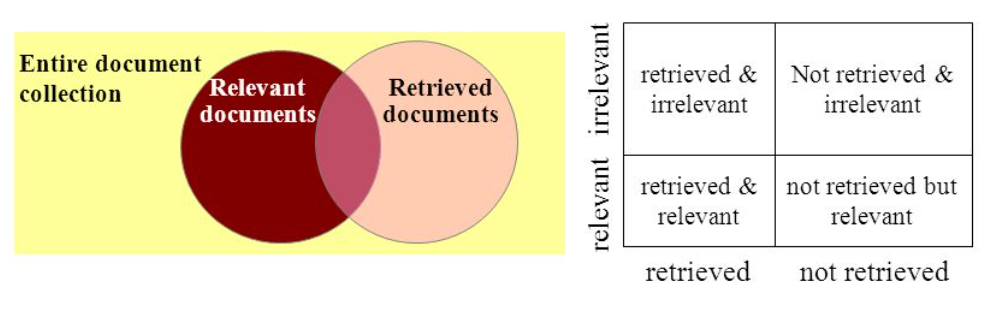 Entire document
collection
Relevant
documents
Retrieved
documents
irrelevant
relevant
retrieved &
irrelevant
Not retrieved &
irrelevant
retrieved &
relevant
not retrieved but
relevant
retrieved
not retrieved